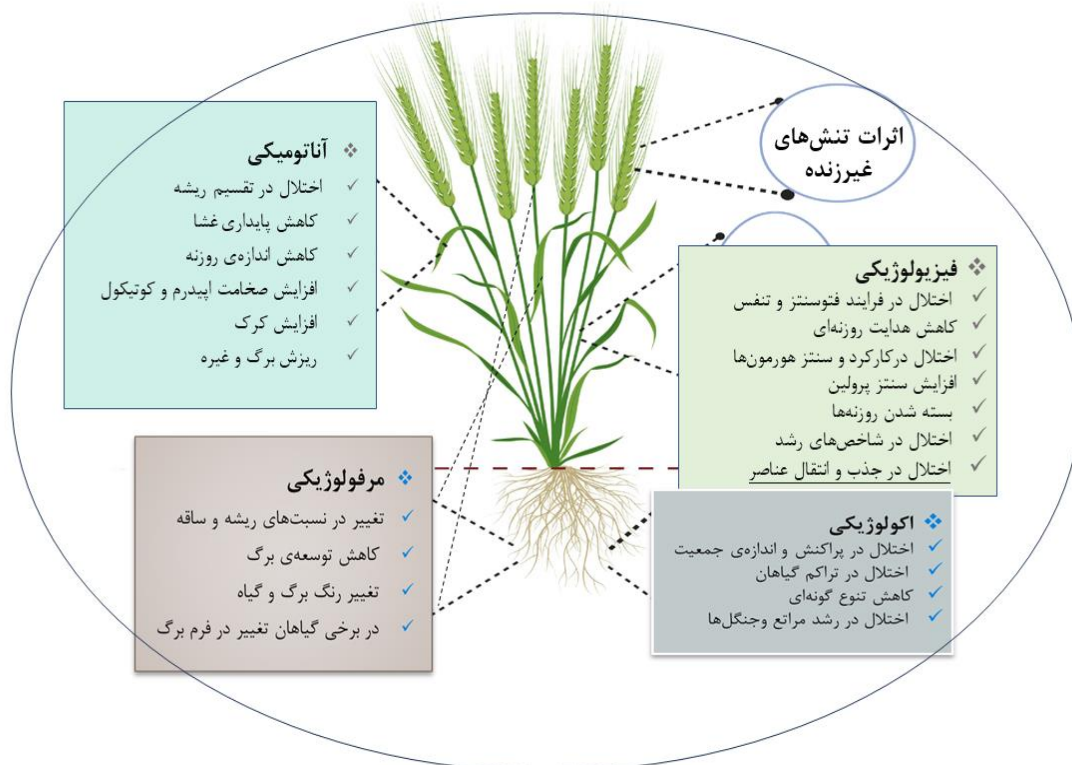 اثرات تنش‌های
غیرزنده
آناتومیکی
اختلال در تقسیم ریشه
کاهش پایداری غشا
کاهش اندازه‌ی روزنه
افزایش ضخامت اپیدرم و کوتیکول
افزایش کرک
ریزش برگ و غیره
فیزیولوژیکی
اختلال در فرایند فتوسنتز و تنفس
کاهش هدایت روزنه‌ای
اختلال درکارکرد و سنتز هورمون‌ها
افزایش سنتز پرولین
بسته شدن روزنه‌ها
اختلال در شاخص‌های رشد
اختلال در جذب و انتقال عناصر
مرفولوژیکی
تغییر در نسبت‌های ریشه و ساقه
کاهش توسعه‌ی برگ
تغییر رنگ برگ و گیاه
در برخی گیاهان تغییر در فرم برگ
اکولوژیکی
اختلال در پراکنش و اندازه‌ی جمعیت
اختلال در تراکم گیاهان
کاهش تنوع گونه‌ای
اختلال در رشد مراتع وجنگل‌ها